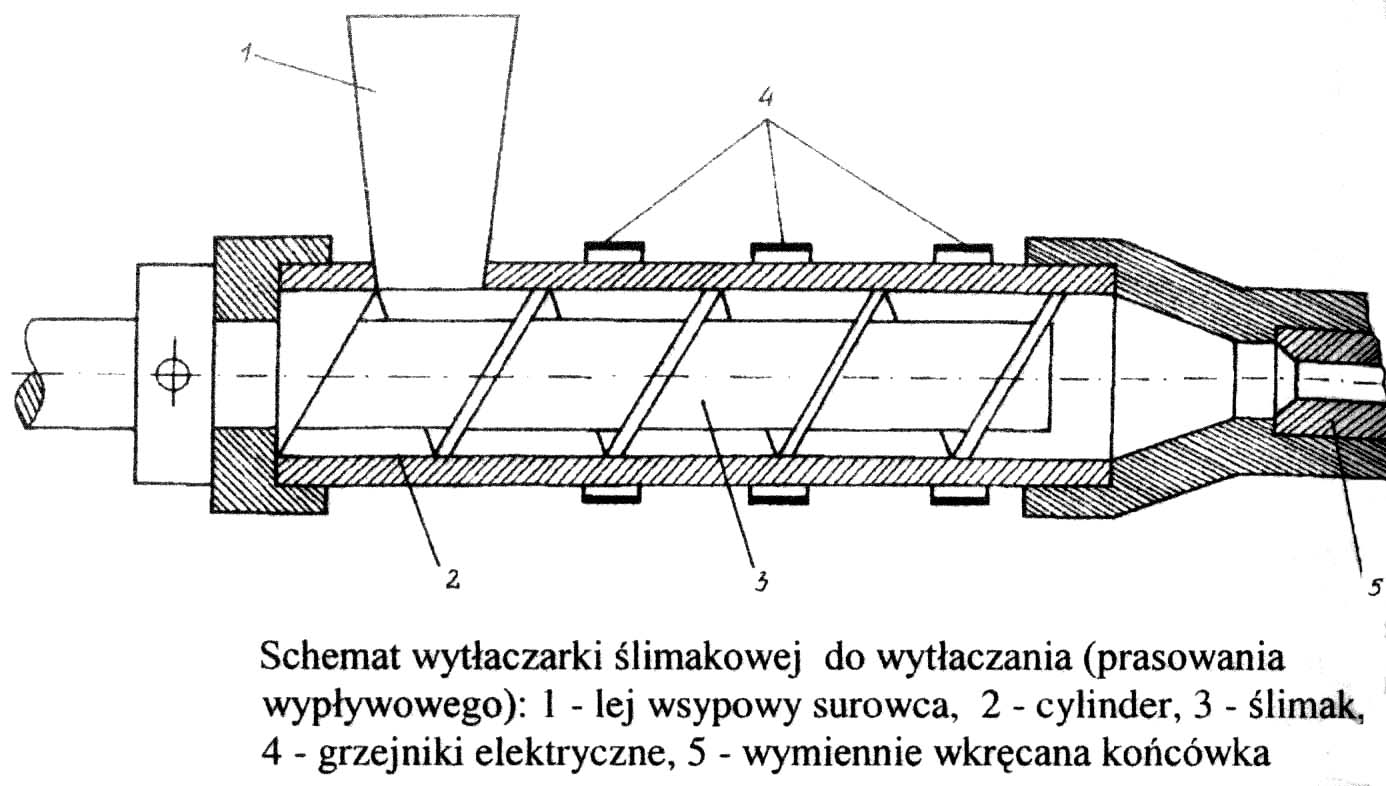 1
4
2
3
5
Schemat wytłaczarki ślimakowej do wytłaczania (prasowania
wypływowego): 1 - lej wsypowy surowca, 2 - cylinder, 3 - ślimak,
4 - grzejniki elektryczne, 5 - wymiennie wkręcana końcówka